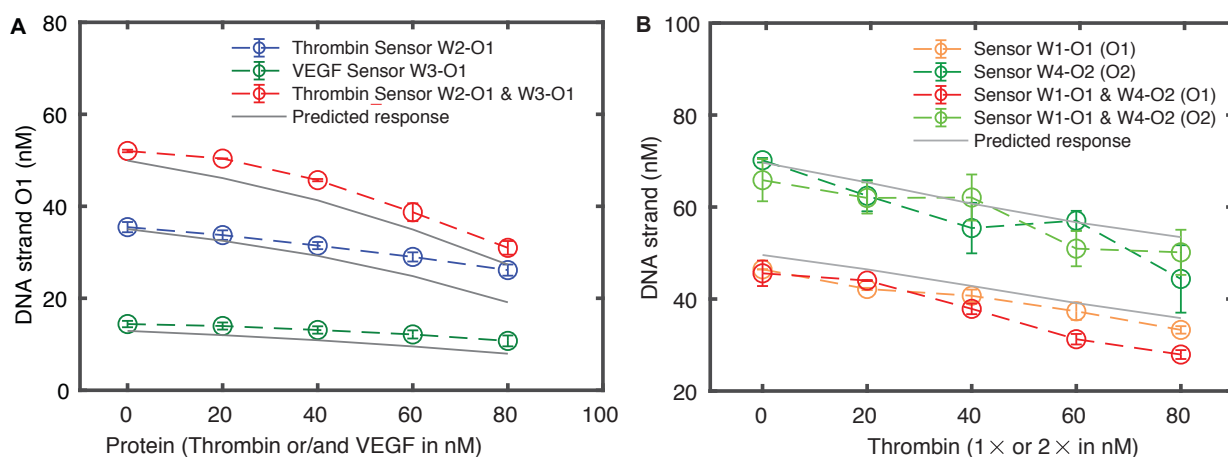 A
80
60
40
20
0
DNA strand O1 (nM)
Thrombin Sensor W2-O1
VEGF Sensor W3-O1
Thrombin Sensor W2-O1 & W3-O1
Predicted response
0 20 40 60 80 100
Protein (Thrombin or/and VEGF in nM)
B
100
80
60
40
20
DNA strand (nM)
Sensor W1-O1 (O1)
Sensor W4-O2 (O2)
Sensor W1-O1 & W4-O2 (O1)
Sensor W1-O1 & W4-O2 (O2)
Predicted response
0 20 40 60 80
Thrombin (1× or 2× in nM)